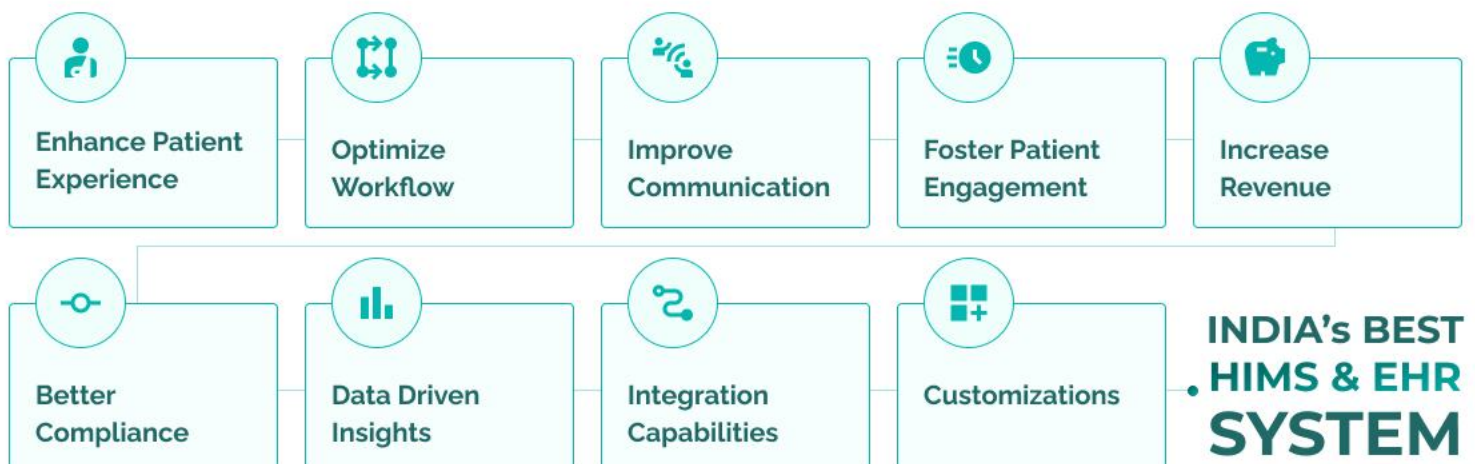 Enhance Patient
Experience
Optimize
Workflow
Improve
Communication
Foster Patient
Engagement
Increase
Revenue
Better
Compliance
Data Driven
Insights
Integration
Capabilities
Customizations
INDIA's BEST
HIMS & EHR
SYSTEM